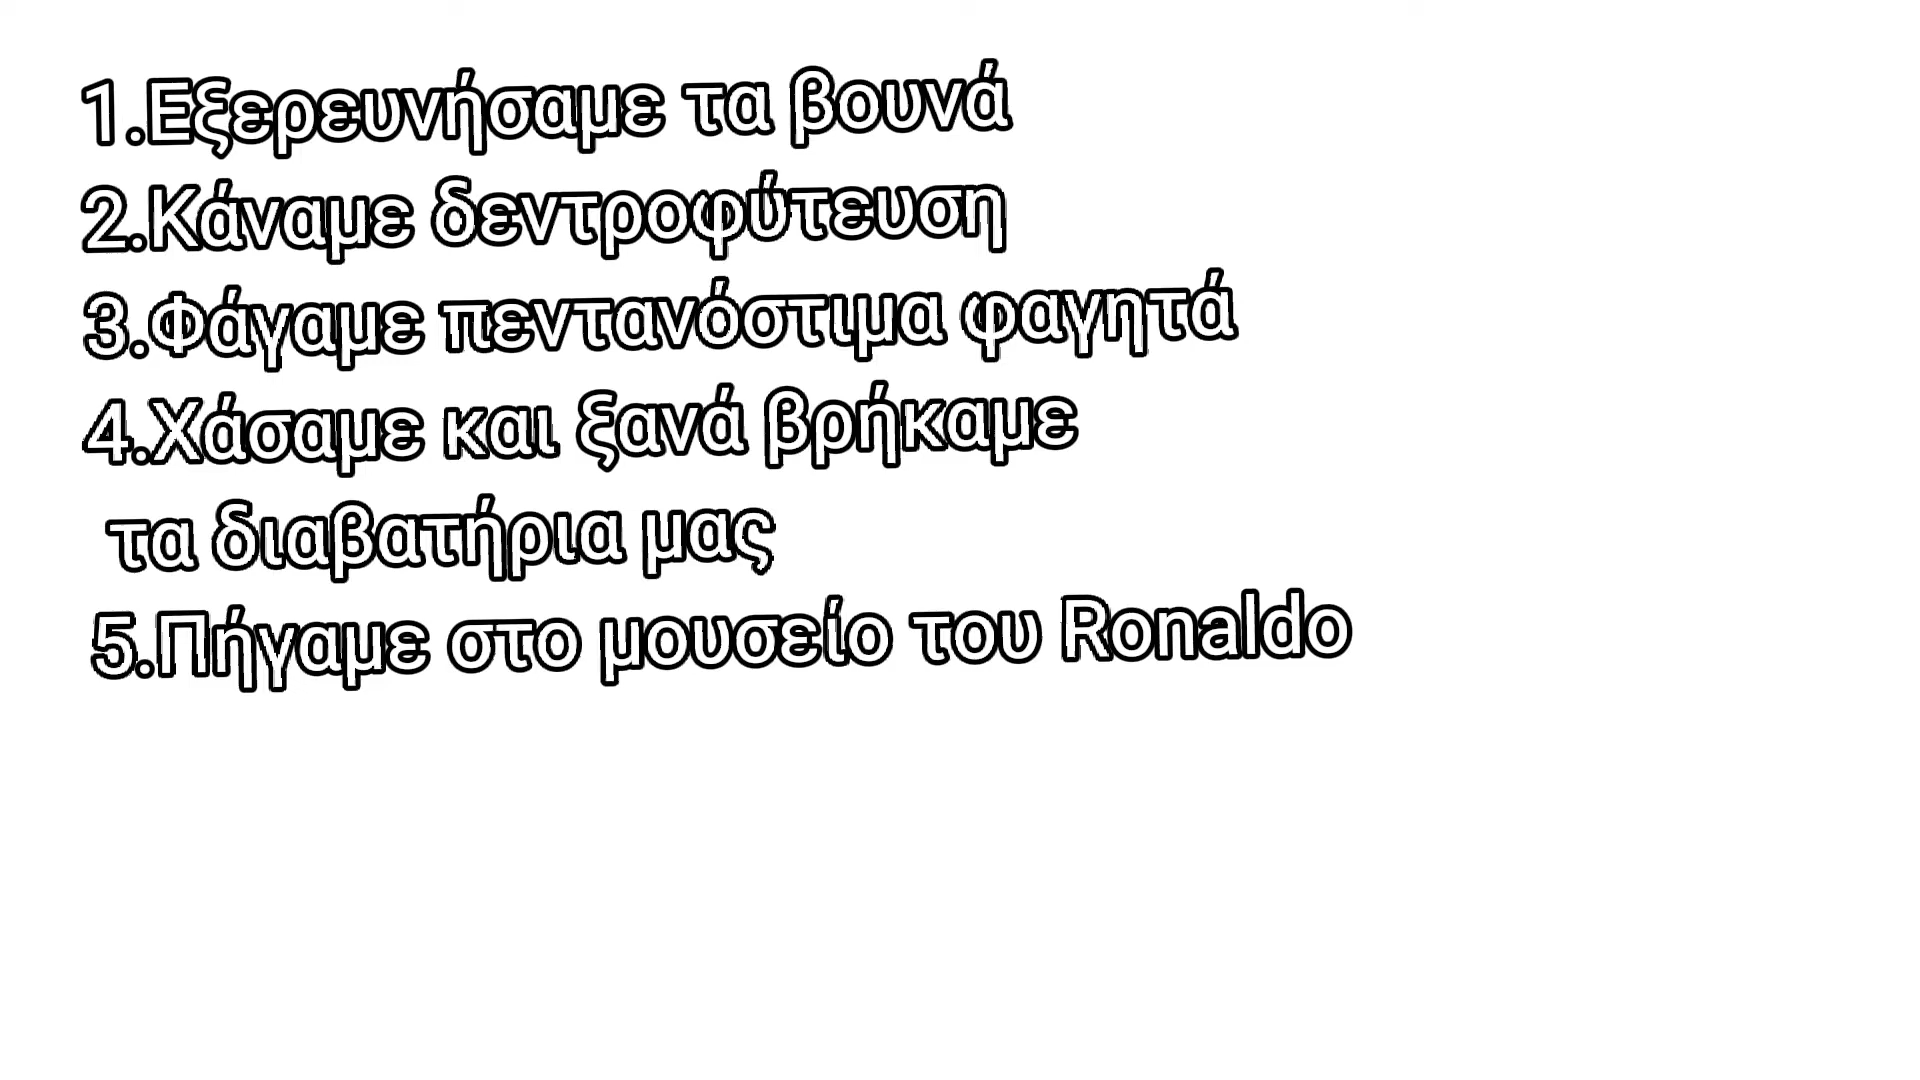 1.Εξερευνήσαμε τα βουνά
2.Κάναμε δεντροφύτευση
3.Φάγαμε πεντανόστιμα φαγητά
4.Χάσαμε και ξανά βρήκαμε
τα διαβατήρια μας
5.Πήγαμε στο μουσείο του Ronaldo